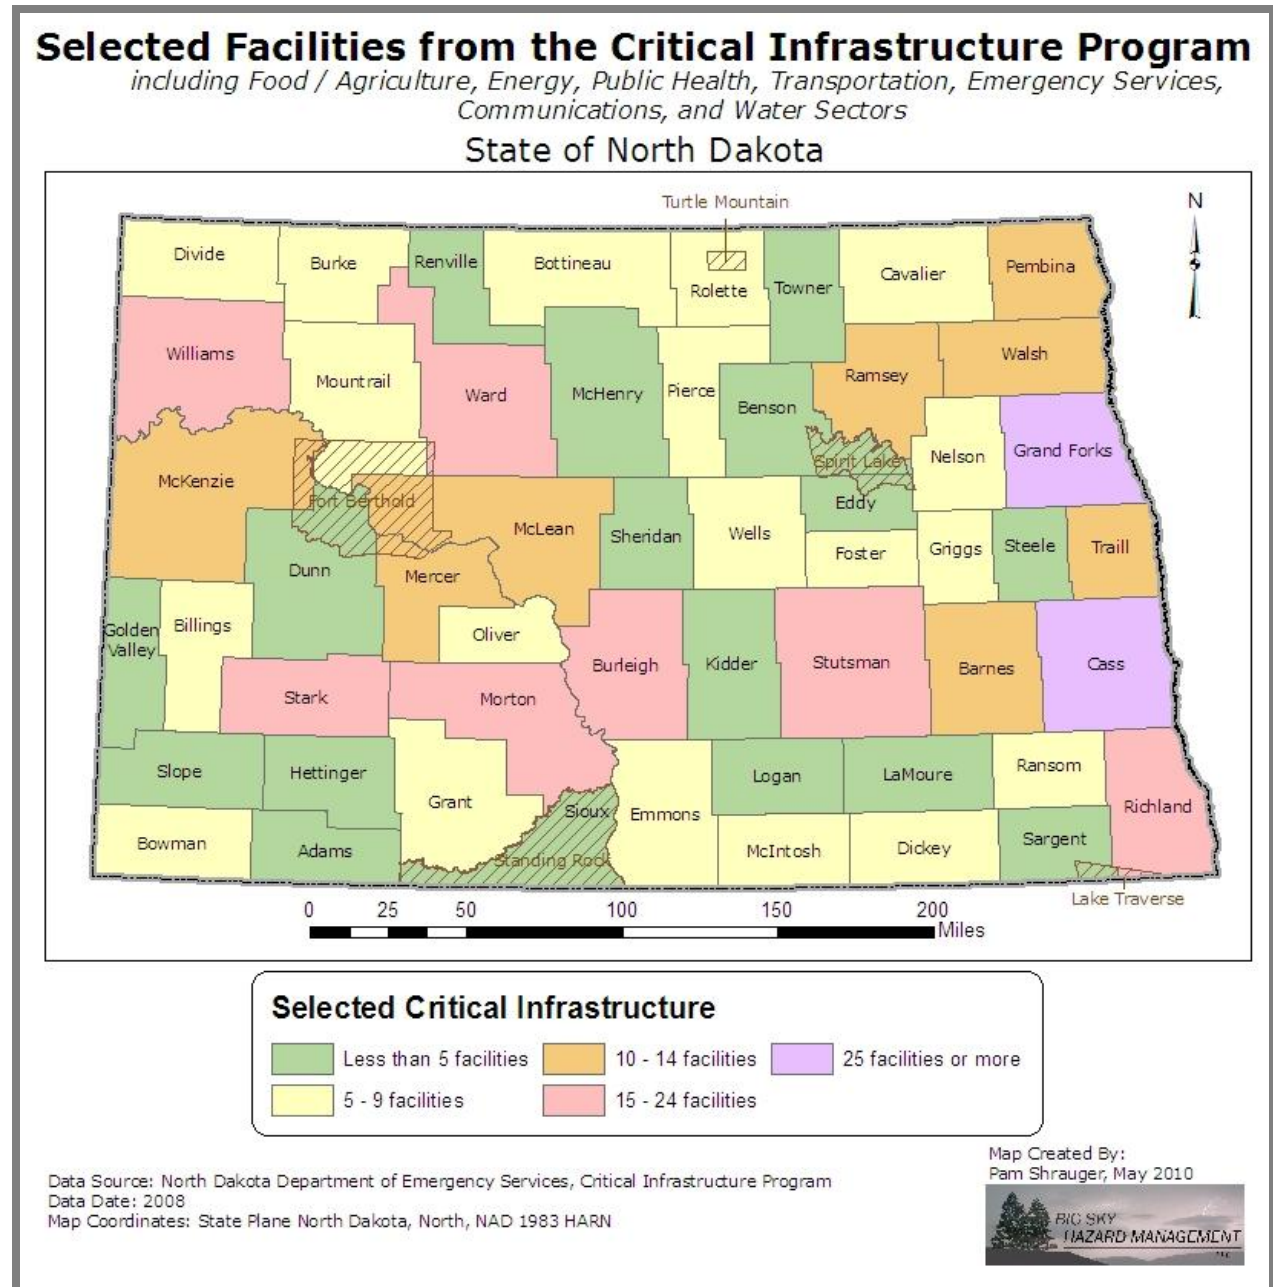 Selected Facilities from the Critical Infrastructure Program
including Food / Agriculture, Energy, Public Health, Transportation, Emergency Services,
Communications, and Water Sectors
State of North Dakota
Turtle Mountain
N
Divide
Burke
Renville
Bottineau
Rolette
Towner
Cavalier
Pembina
Williams
Mountrail
Ward
McHenry
Pierce
Benson
Ramsey
Walsh
McKenzie
Fort Berthold
Spirit Lake
Nelson
Grand Forks
McLean
Sheridan
Wells
Eddy
Foster
Griggs
Steele
Traill
Dunn
Mercer
Golden
Valley
Billings
Oliver
Burleigh
Kidder
Stutsman
Barnes
Cass
Stark
Morton
Slope
Hettinger
Grant
Sioux
Emmons
Logan
LaMoure
Ransom
Richland
Bowman
Adams
Standing Rock
McIntosh
Dickey
Sargent
Lake Traverse
0 25 50 100 150 200
Miles
Selected Critical Infrastructure
Less than 5 facilities
10 - 14 facilities
25 facilities or more
5 - 9 facilities
15 - 24 facilities
Map Created By:
Pam Shrauger, May 2010
Data Source: North Dakota Department of Emergency Services, Critical Infrastructure Program
Data Date: 2008
Map Coordinates: State Plane North Dakota, North, NAD 1983 HARN
BIG SKY
HAZARD MANAGEMENT